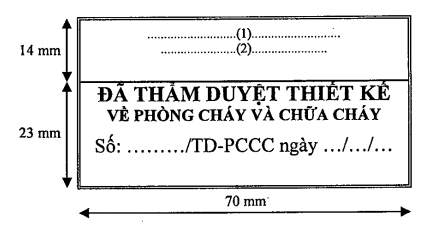 .......................(1).......................
.......................(2).....................
14 mm
ĐÃ THẨM DUYỆT THIẾT KẾ
VỀ PHÒNG CHÁY VÀ CHỮA CHÁY
23 mm
Số: ........./TD-PCCC ngày .../.../...
70 mm